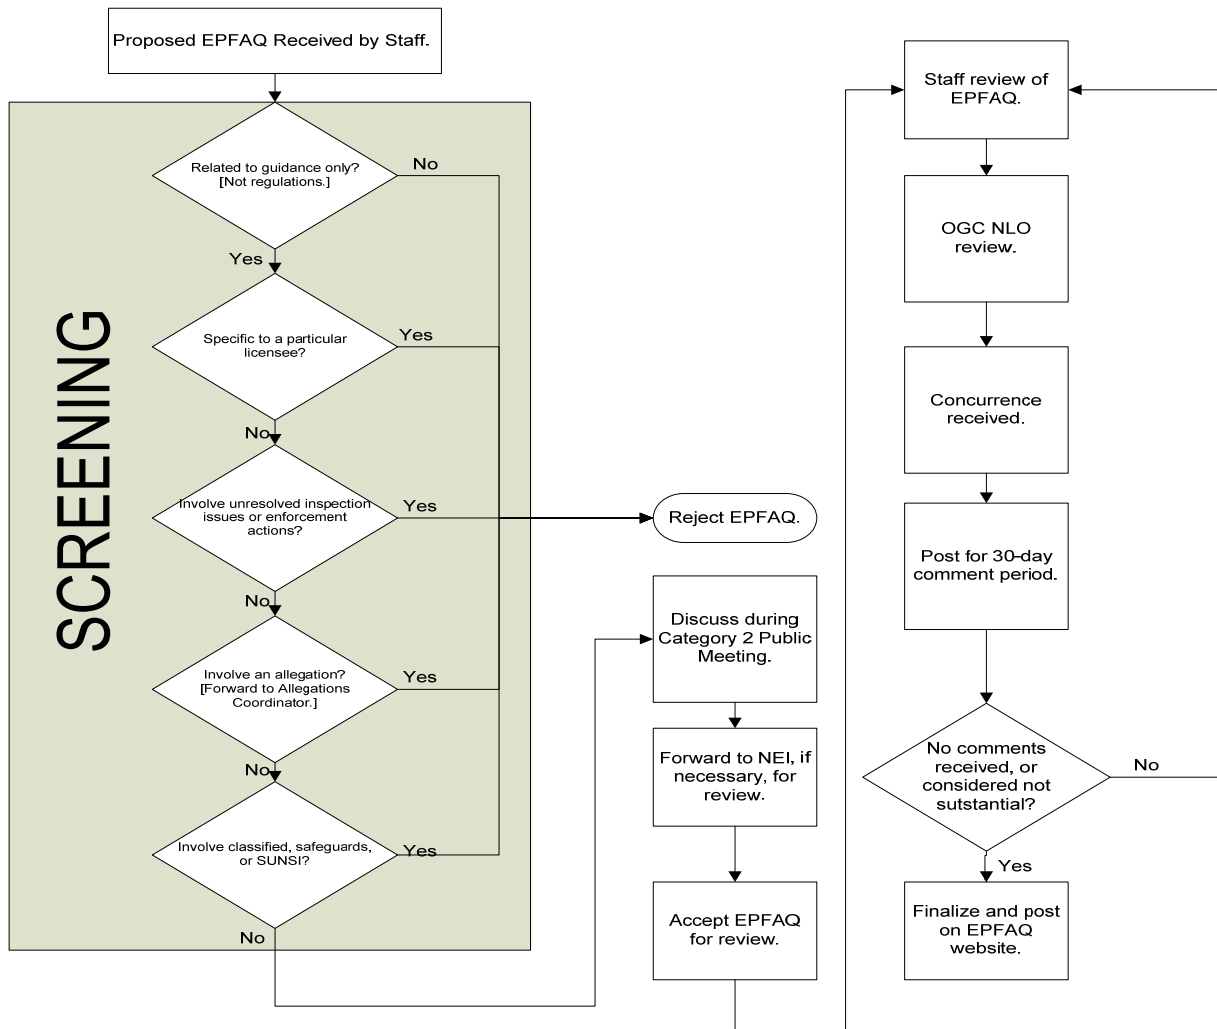 Proposed EPFAQ Received by Staff.
SCREENING
Related to guidance only?
[Not regulations.]
No
Yes
Specific to a particular
licensee?
Yes
No
Involve unresolved inspection
issues or enforcement
actions?
Yes
No
Involve an allegation?
[Forward to Allegations
Coordinator.]
Yes
No
Involve classified, safeguards,
or SUNSI?
Yes
No
Reject EPFAQ.
Discuss during
Category 2 Public
Meeting.
Forward to NEI, if
necessary, for
review.
Accept EPFAQ
for review.
Staff review of
EPFAQ.
OGC NLO
review.
Concurrence
received.
Post for 30-day
comment period.
No comments
received, or
considered not
sutstantial?
No
Yes
Finalize and post
on EPFAQ
website.